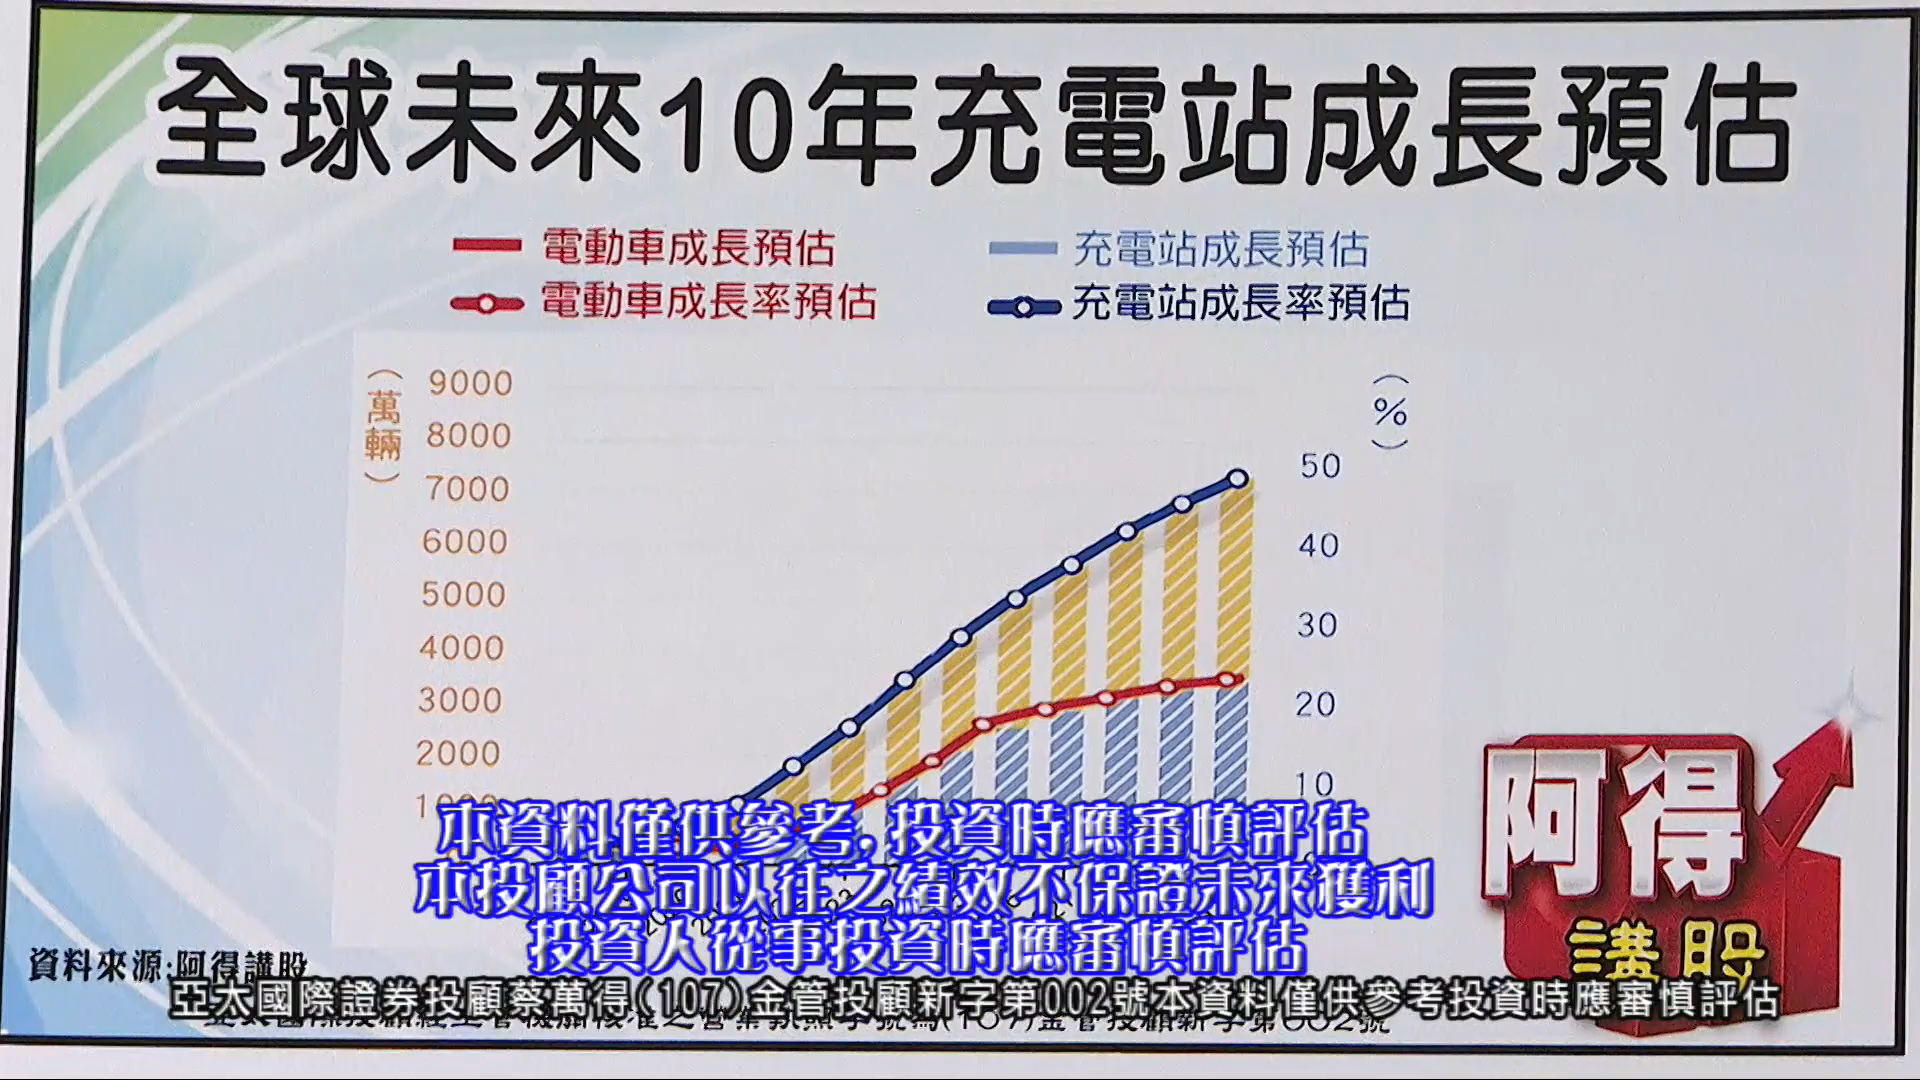 全球未來10年充電站成長預估
電動車成長預估
充電站成長預估
電動車成長率預估
充電站成長率預估
(萬輛)
9000
8000
7000
6000
5000
4000
3000
2000
(%)
50
40
30
20
10
本資料僅供參考,投資時應審慎評估
本投顧公司以往之績效不保證未來獲利
投資人從事投資時應審慎評估
阿得
講股
資料來源:阿得講股
亞太國際證券投顧蔡萬得(107)金管投顧新字第002號本資料僅供參考投資時應審慎評估